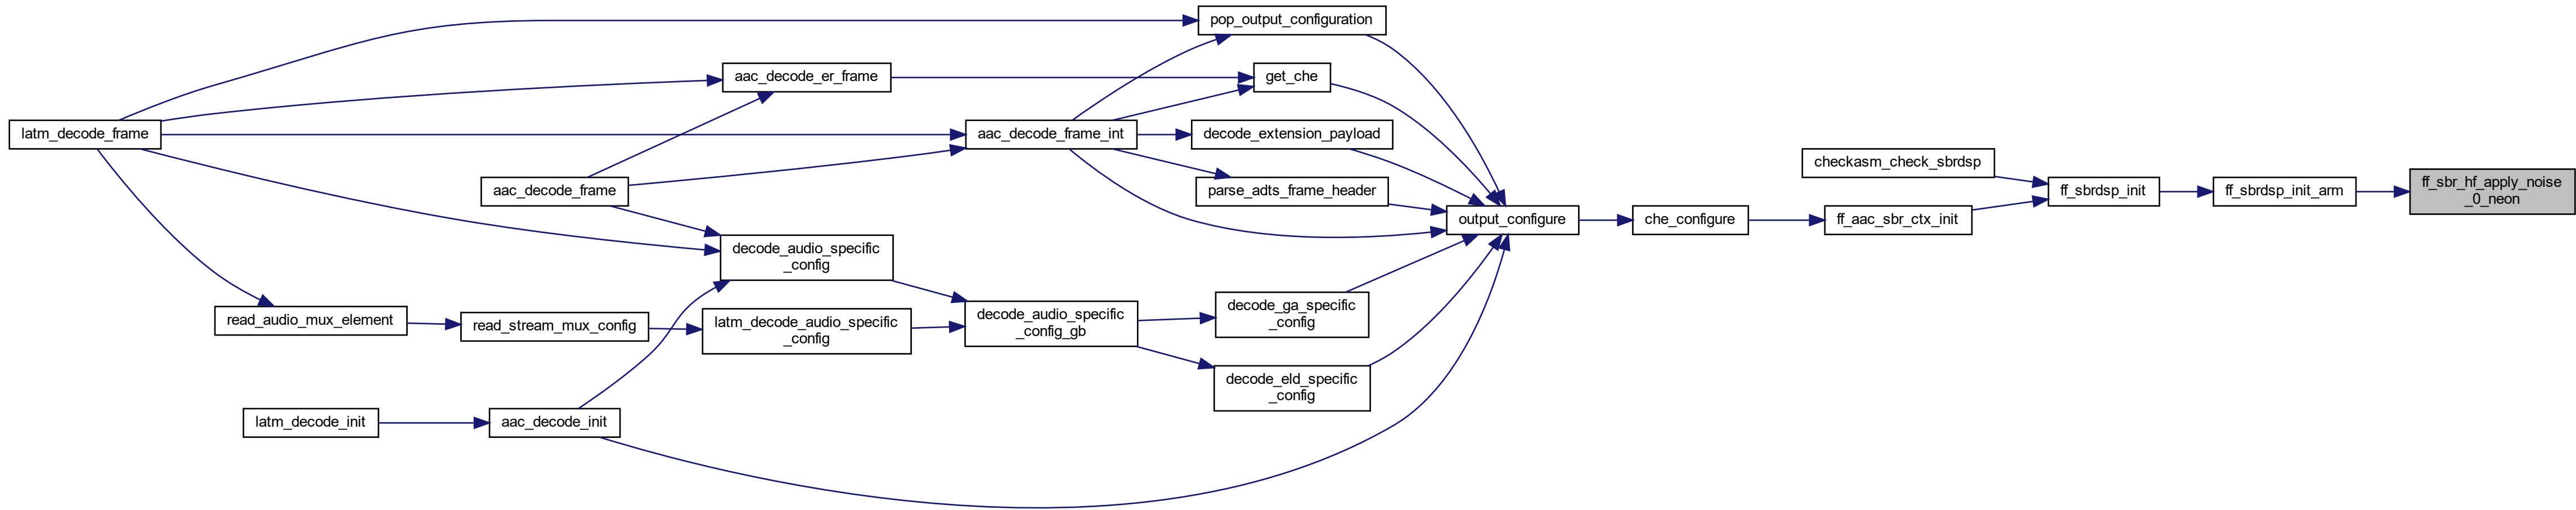 pop_output_configuration
aac_decode_er_frame
get_che
latm_decode_frame
aac_decode_frame_int
decode_extension_payload
checkasm_check_sbrdsp
aac_decode_frame
parse_adts_frame_header
ff_sbrdsp_init
ff_sbrdsp_init_arm
ff_sbr_hf_apply_noise
_0_neon
output_configure
che_configure
ff_aac_sbr_ctx_init
decode_audio_specific
_config
read_audio_mux_element
read_stream_mux_config
latm_decode_audio_specific
_config
decode_audio_specific
_config_gb
decode_ga_specific
_config
decode_eld_specific
_config
latm_decode_init
aac_decode_init